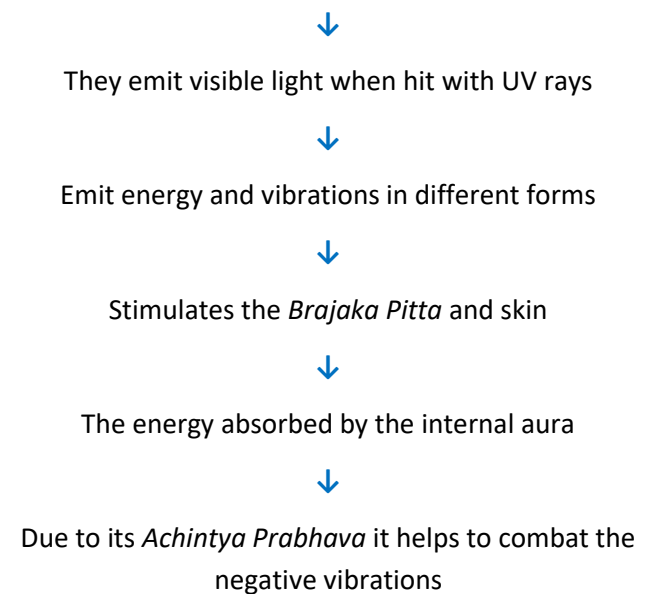 They emit visible light when hit with UV rays
Emit energy and vibrations in different forms
Stimulates the Brajaka Pitta and skin
The energy absorbed by the internal aura
Due to its Achintya Prabhava it helps to combat the
negative vibrations